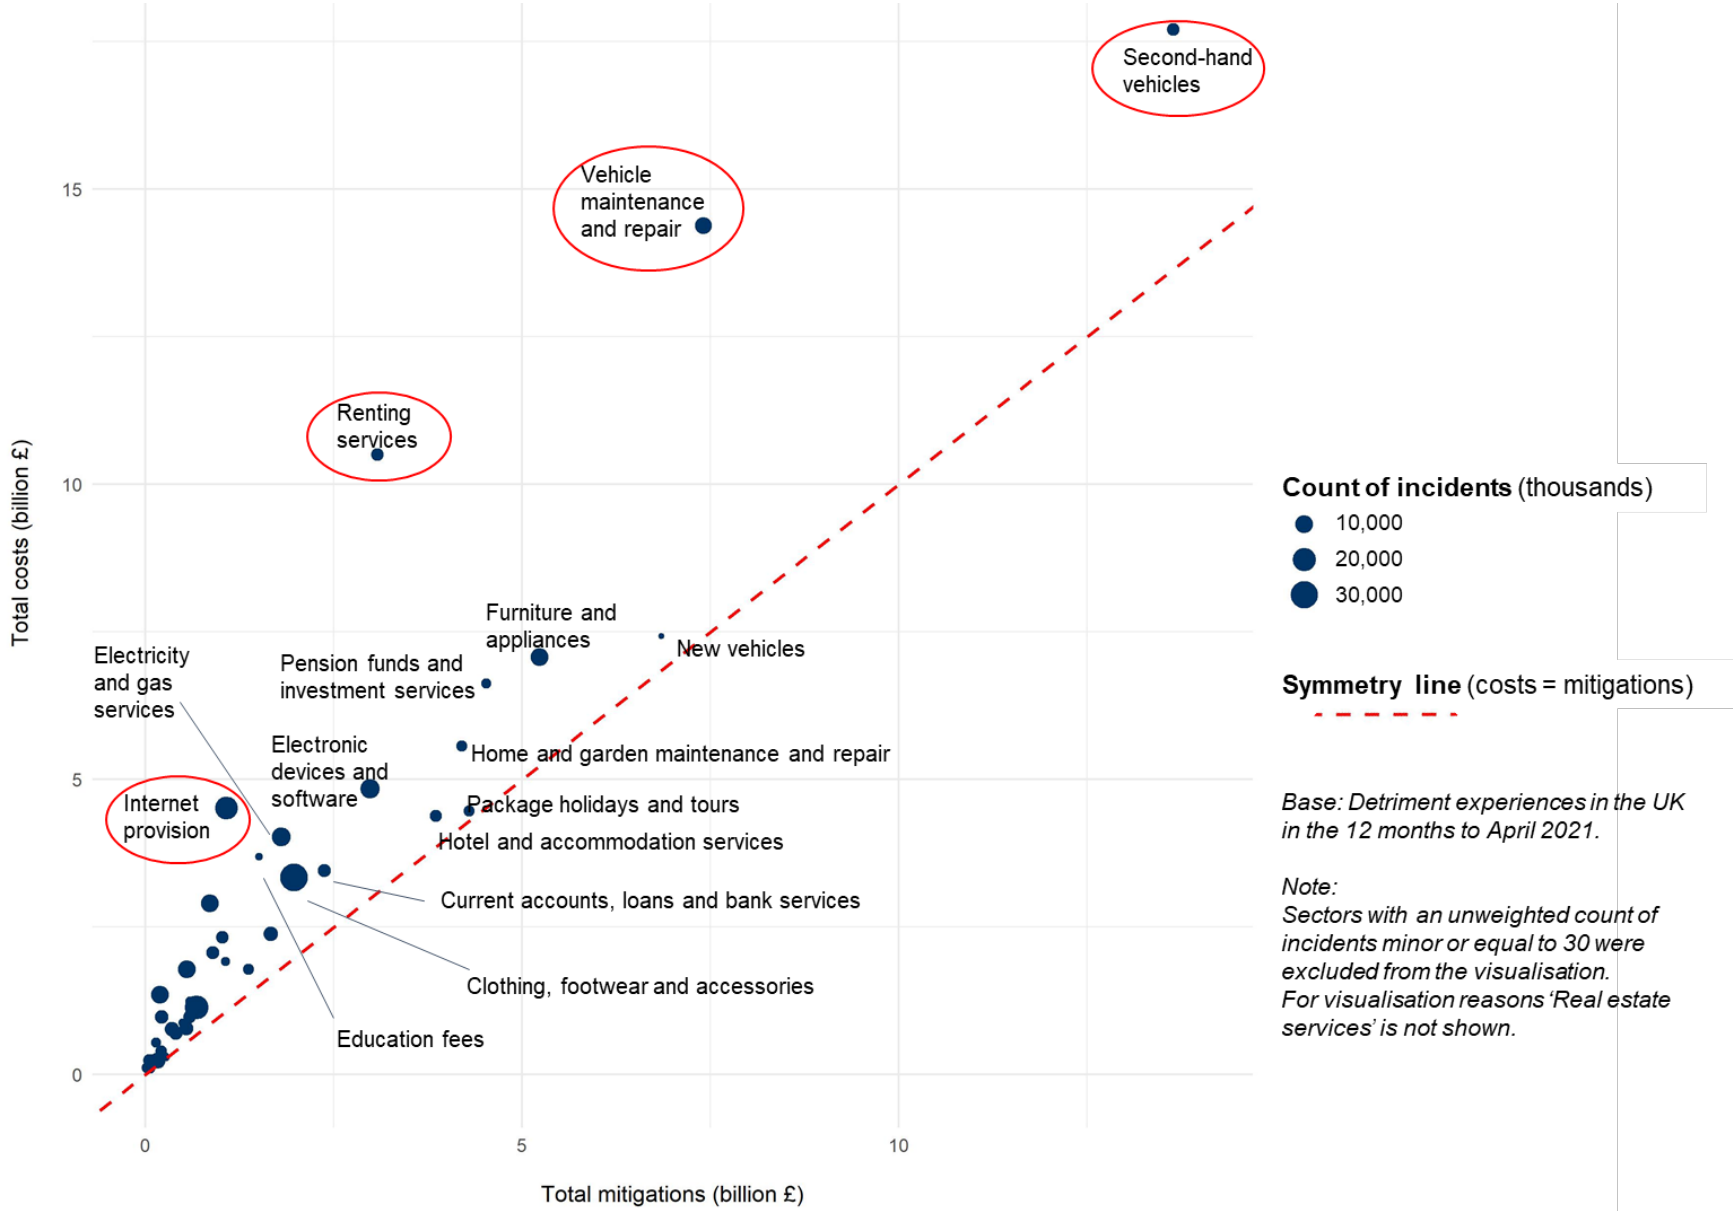 Second-hand
vehicles
Vehicle
maintenance
and repair
15
Renting
services
10
Total costs (billion £)
Count of incidents (thousands)
10,000
20,000
30,000
Furniture and
appliances
New vehicles
Electricity
and gas
services
Pension funds and
investment services
Symmetry line (costs = mitigations)
Electronic
devices and
software
Home and garden maintenance and repair
5
Internet
provision
Package holidays and tours
Hotel and accommodation services
Base: Detriment experiences in the UK
in the 12 months to April 2021.
Note:
Sectors with an unweighted count of
incidents minor or equal to 30 were
excluded from the visualisation.
For visualisation reasons ‘Real estate
services’ is not shown.
Current accounts, loans and bank services
Clothing, footwear and accessories
Education fees
0
0
5
10
Total mitigations (billion £)